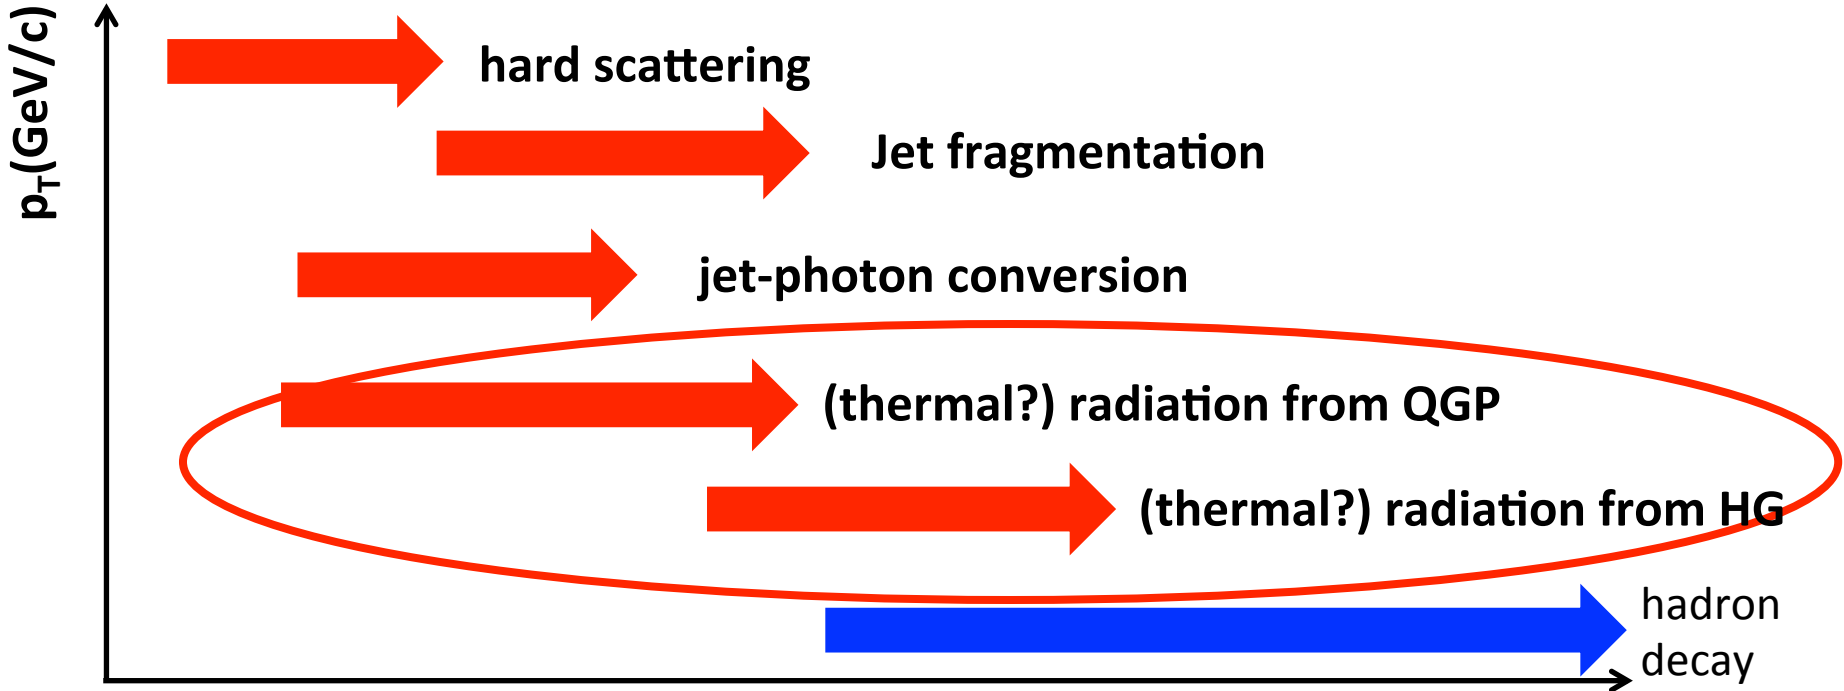 pT(GeV/c)
hard scattering
Jet fragmentation
jet-photon conversion
(thermal?) radiation from QGP
(thermal?) radiation from HG
hadron
decay